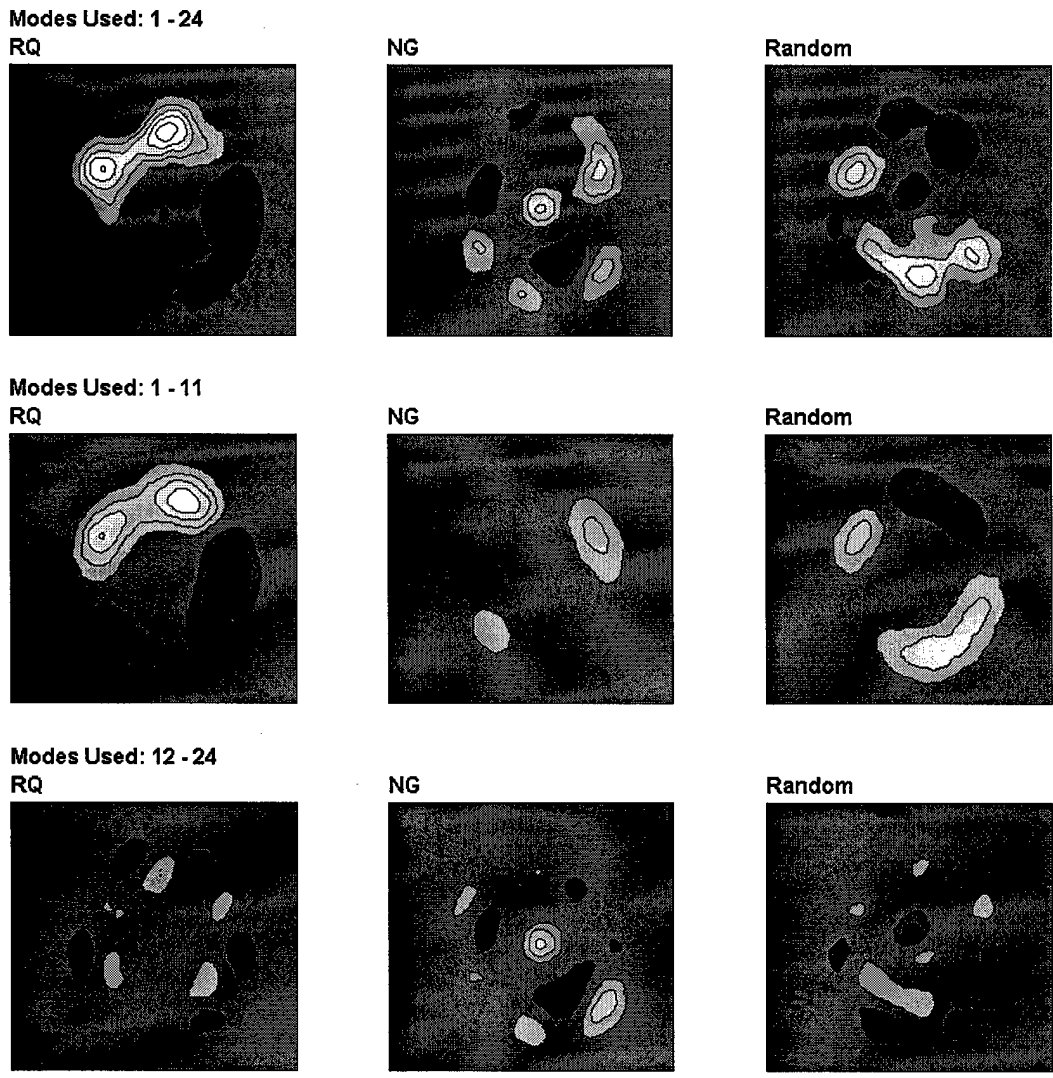 Modes Used: 1 - 24
RQ
NG
Random
Modes Used: 1 - 11
RQ
NG
Random
Modes Used: 12 - 24
RQ
NG
Random